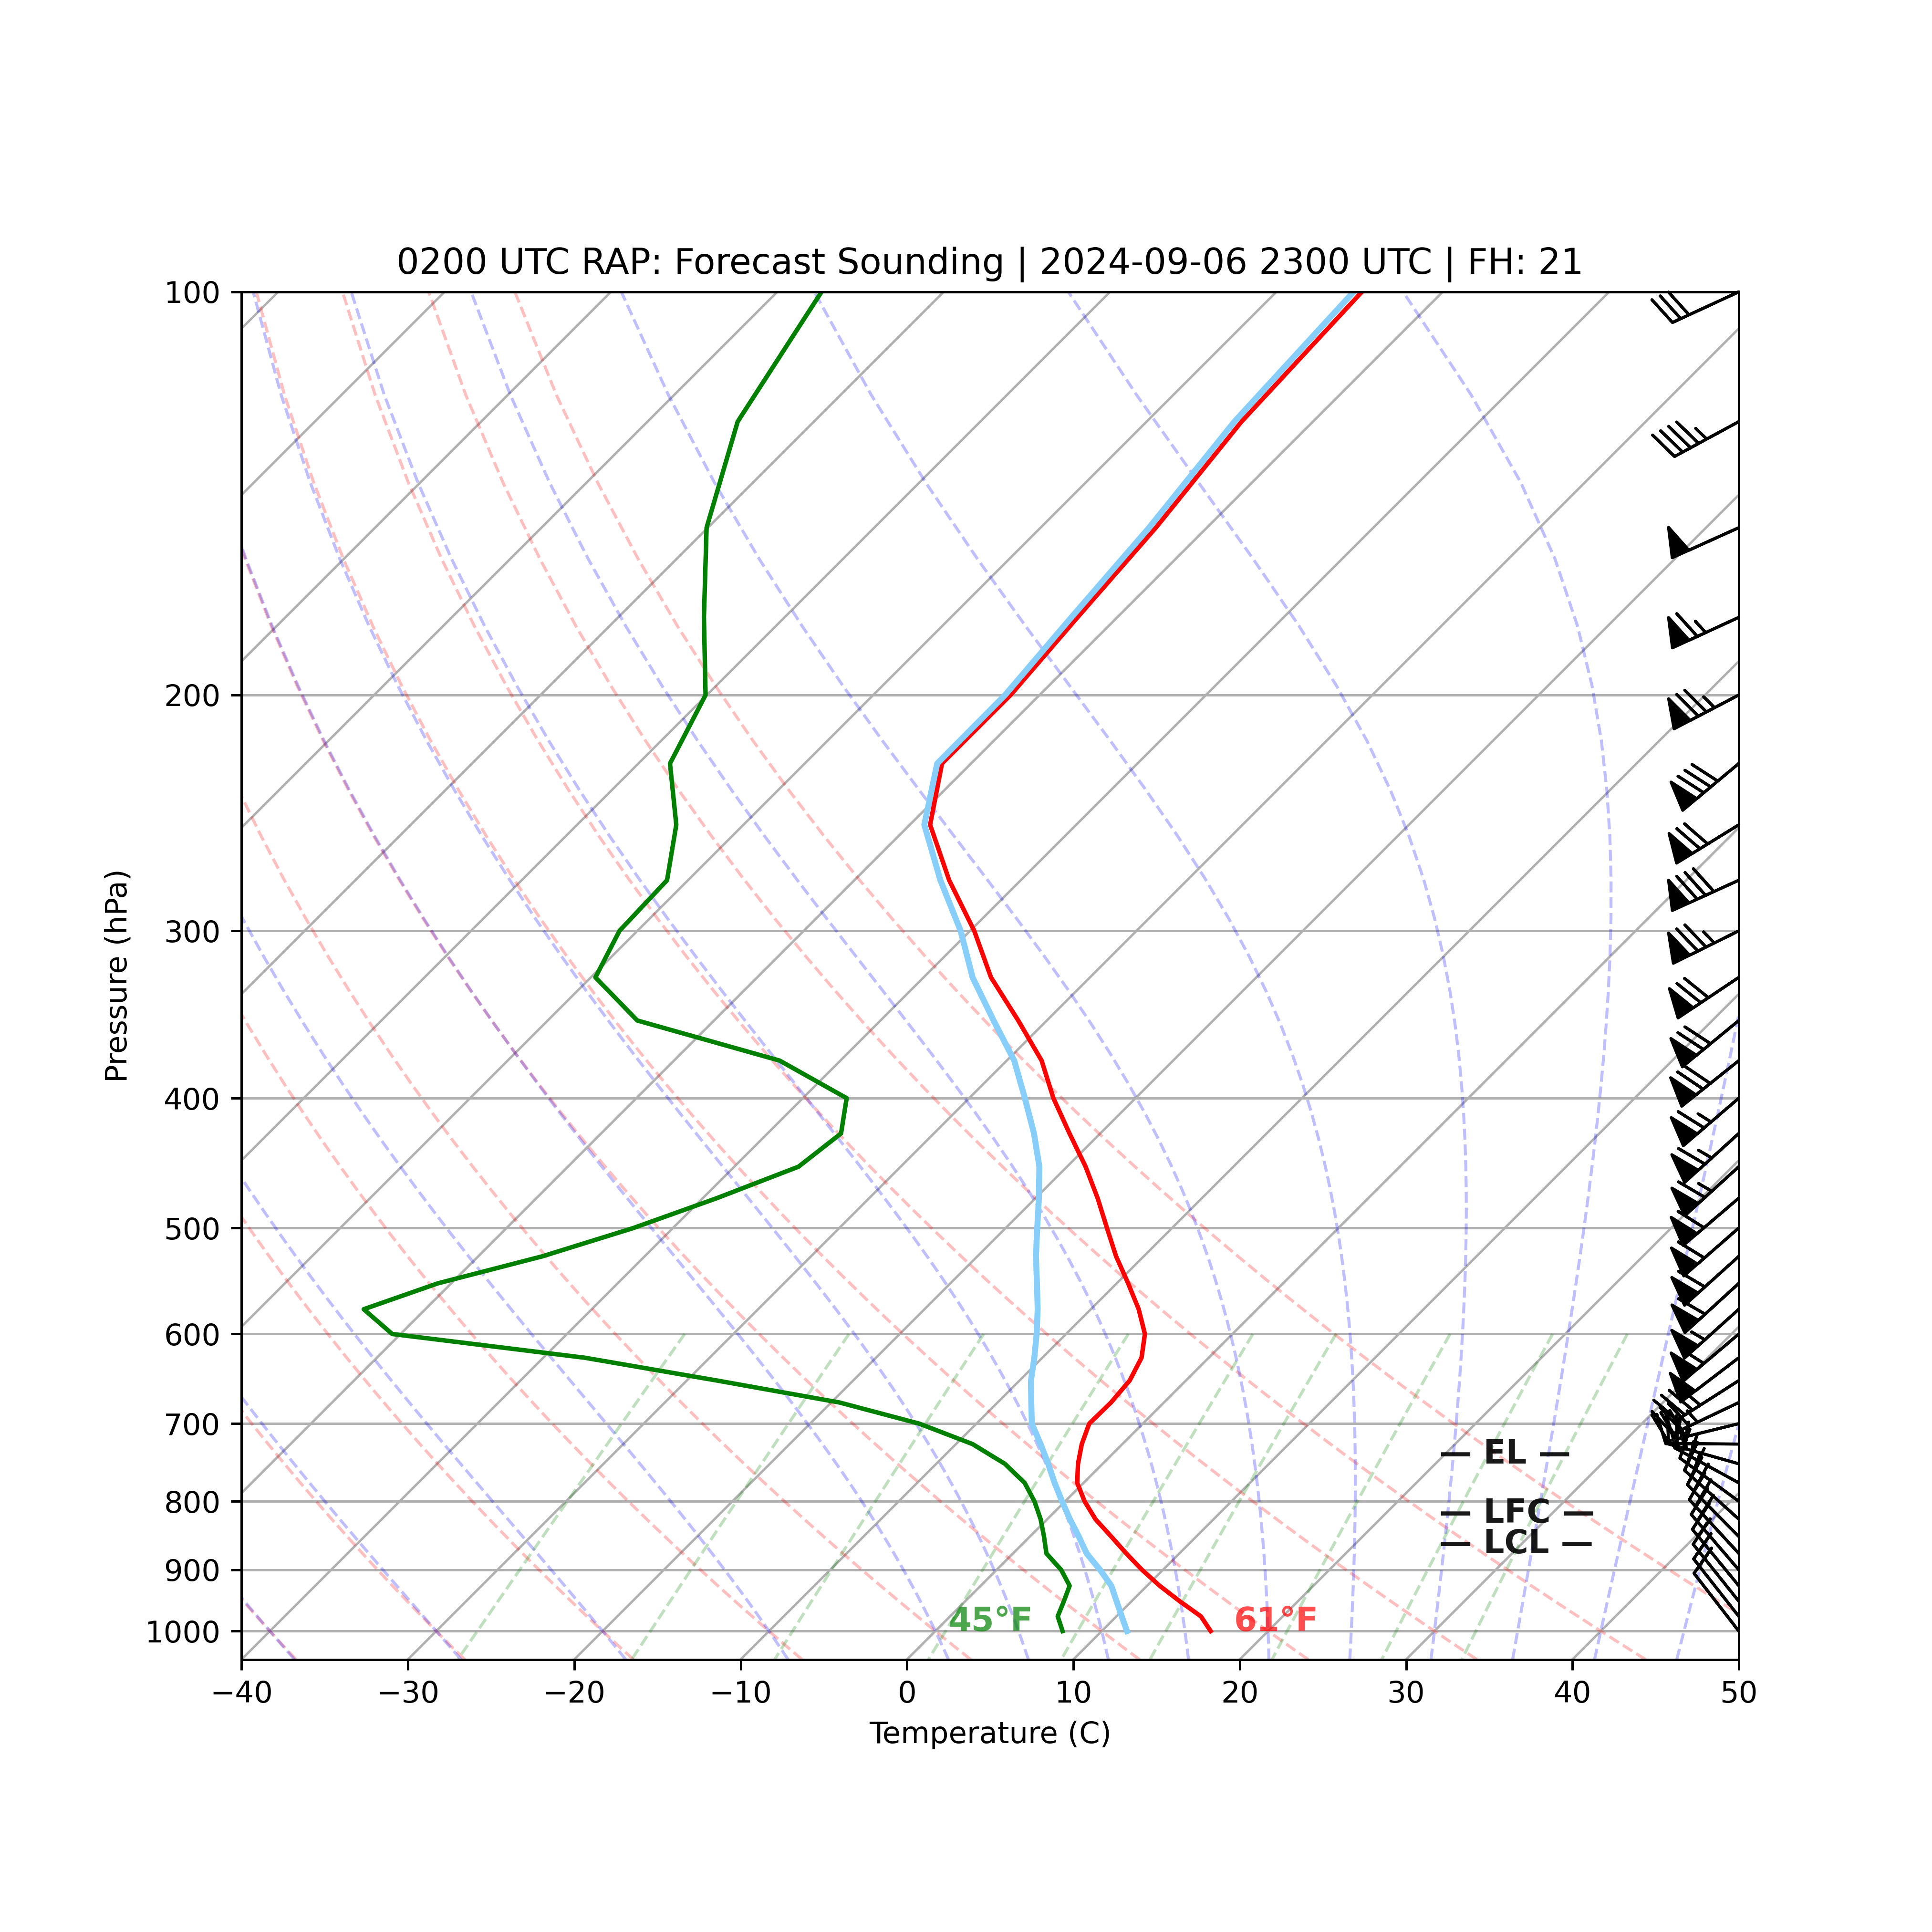 0200 UTC RAP: Forecast Sounding | 2024-09-06 2300 UTC | FH: 21
100
200
300
400
500
600
700
800
900
1000
Pressure (hPa)
— EL —
— LFC —
— LCL —
45°F
61°F
−40 −30 −20 −10 0 10 20 30 40 50
Temperature (C)